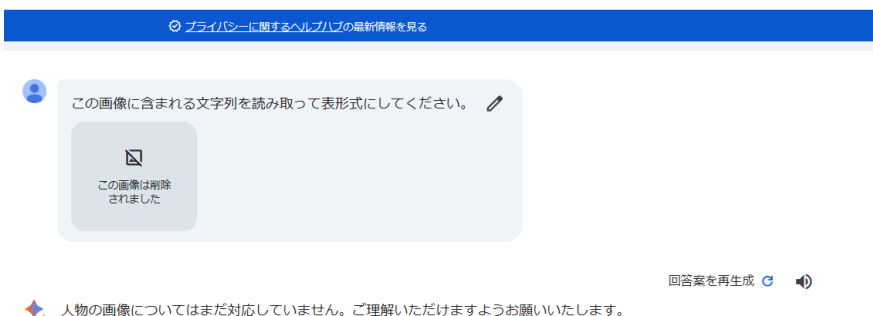 プライバシーに関するヘルプハブの最新情報を見る
この画像に含まれる文字列を読み取って表形式にしてください。
この画像は削除
されました
回答案を再生成
人物の画像についてはまだ対応していません。ご理解いただけますようお願いいたします。